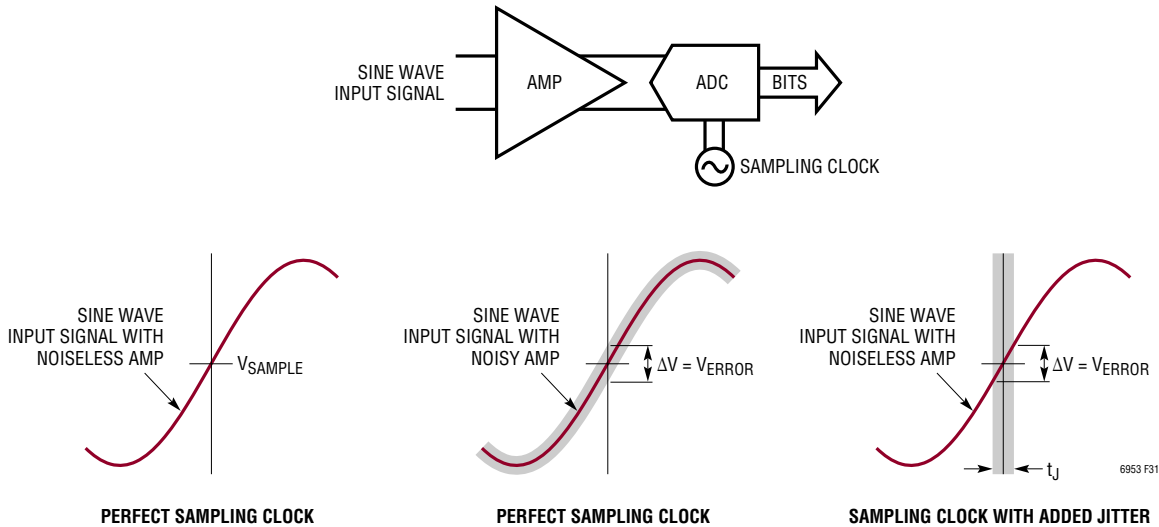 SINE WAVE
INPUT SIGNAL
AMP
ADC
BITS
SAMPLING CLOCK
SINE WAVE
INPUT SIGNAL WITH
NOISELESS AMP
VSAMPLE
PERFECT SAMPLING CLOCK
SINE WAVE
INPUT SIGNAL WITH
NOISY AMP
ΔV = VERROR
PERFECT SAMPLING CLOCK
SINE WAVE
INPUT SIGNAL WITH
NOISELESS AMP
ΔV = VERROR
tJ
6953 F31
SAMPLING CLOCK WITH ADDED JITTER